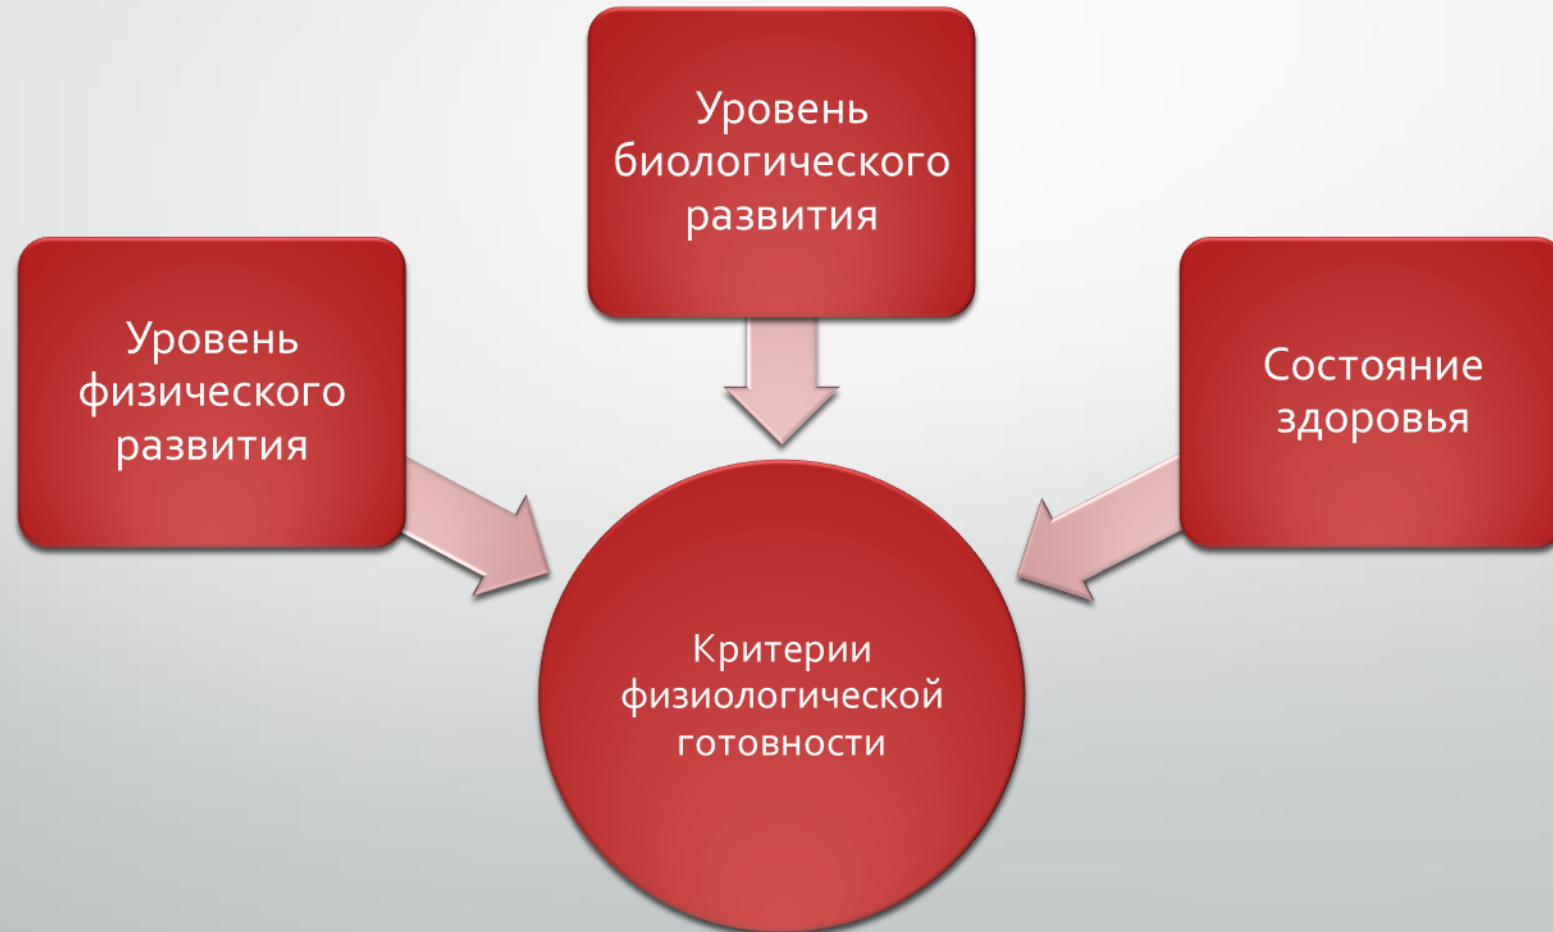 Уровень
биологического
развития
Уровень
физического
развития
Состояние
здоровья
Критерии
физиологической
готовности